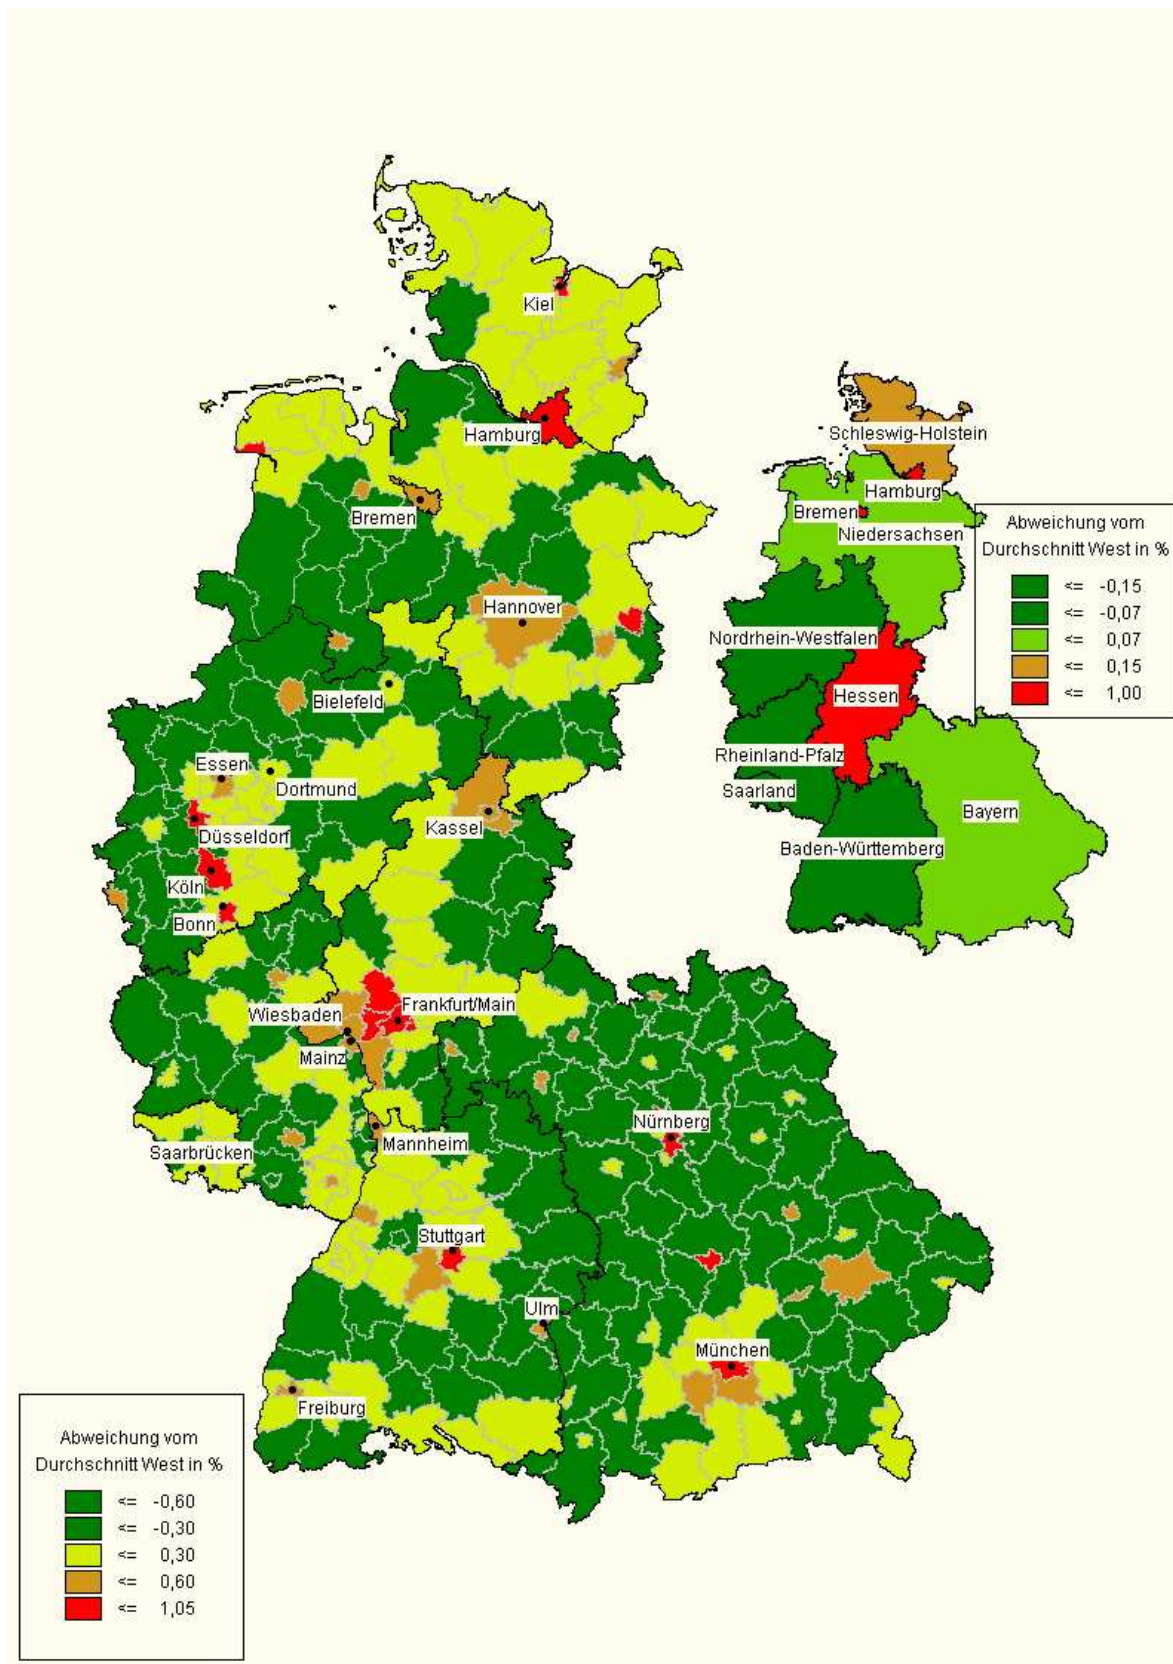 Kiel
Hamburg
Bremen
Hannover
Bielefeld
Essen
Dortmund
Düsseldorf
Kassel
Köln
Bonn
Wiesbaden
Frankfurt/Main
Mainz
Nürnberg
Mannheim
Saarbrücken
Stuttgart
Ulm
München
Freiburg
Schleswig-Holstein
Hamburg
Bremen
Niedersachsen
Nordrhein-Westfalen
Hessen
Rheinland-Pfalz
Saarland
Bayern
Baden-Württemberg
Abweichung vom
Durchschnitt West in %
<= -0,15
<= -0,07
<= 0,07
<= 0,15
<= 1,00
Abweichung vom
Durchschnitt West in %
<= -0,60
<= -0,30
<= 0,30
<= 0,60
<= 1,05